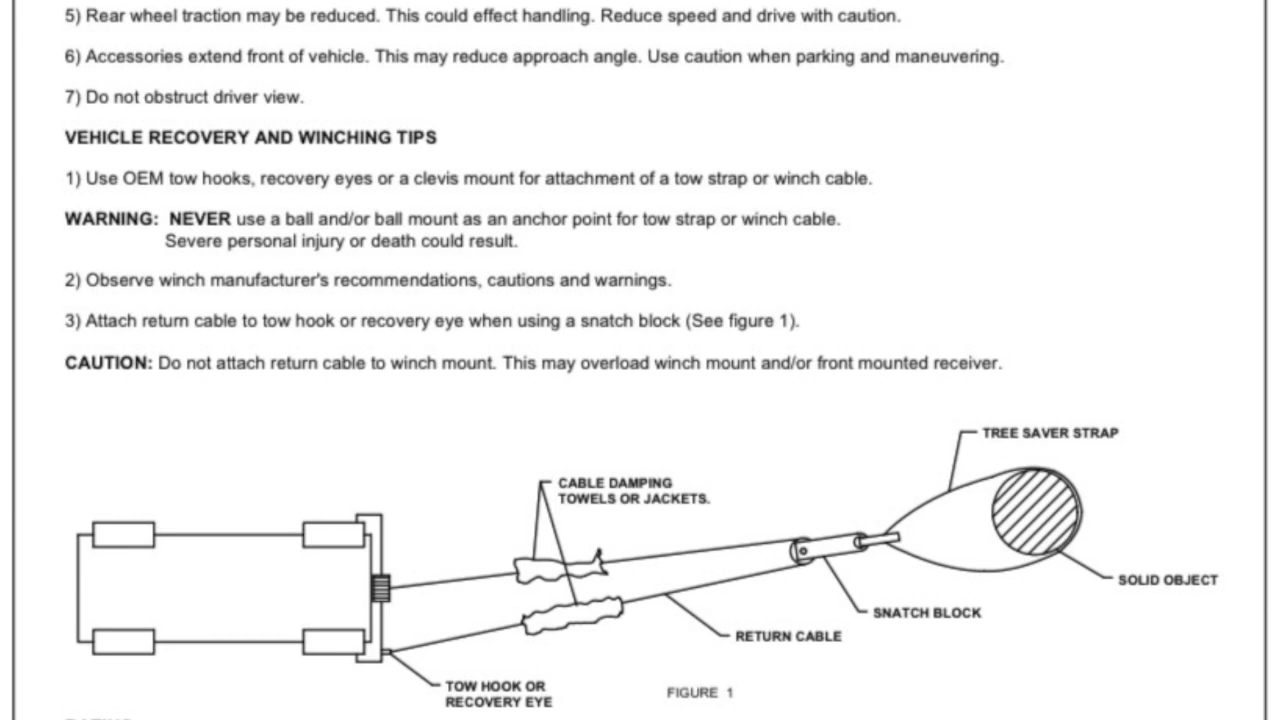 5) Rear wheel traction may be reduced. This could effect handling. Reduce speed and drive with caution.
6) Accessories extend front of vehicle. This may reduce approach angle. Use caution when parking and maneuvering.
7) Do not obstruct driver view.
VEHICLE RECOVERY AND WINCHING TIPS
1) Use OEM tow hooks, recovery eyes or a clevis mount for attachment of a tow strap or winch cable.
WARNING: NEVER use a ball and/or ball mount as an anchor point for tow strap or winch cable.
Severe personal injury or death could result.
2) Observe winch manufacturer's recommendations, cautions and warnings.
3) Attach return cable to tow hook or recovery eye when using a snatch block (See figure 1).
CAUTION: Do not attach return cable to winch mount. This may overload winch mount and/or front mounted receiver.
TREE SAVER STRAP
CABLE DAMPING
TOWELS OR JACKETS.
SOLID OBJECT
SNATCH BLOCK
RETURN CABLE
TOW HOOK OR
RECOVERY EYE
FIGURE 1